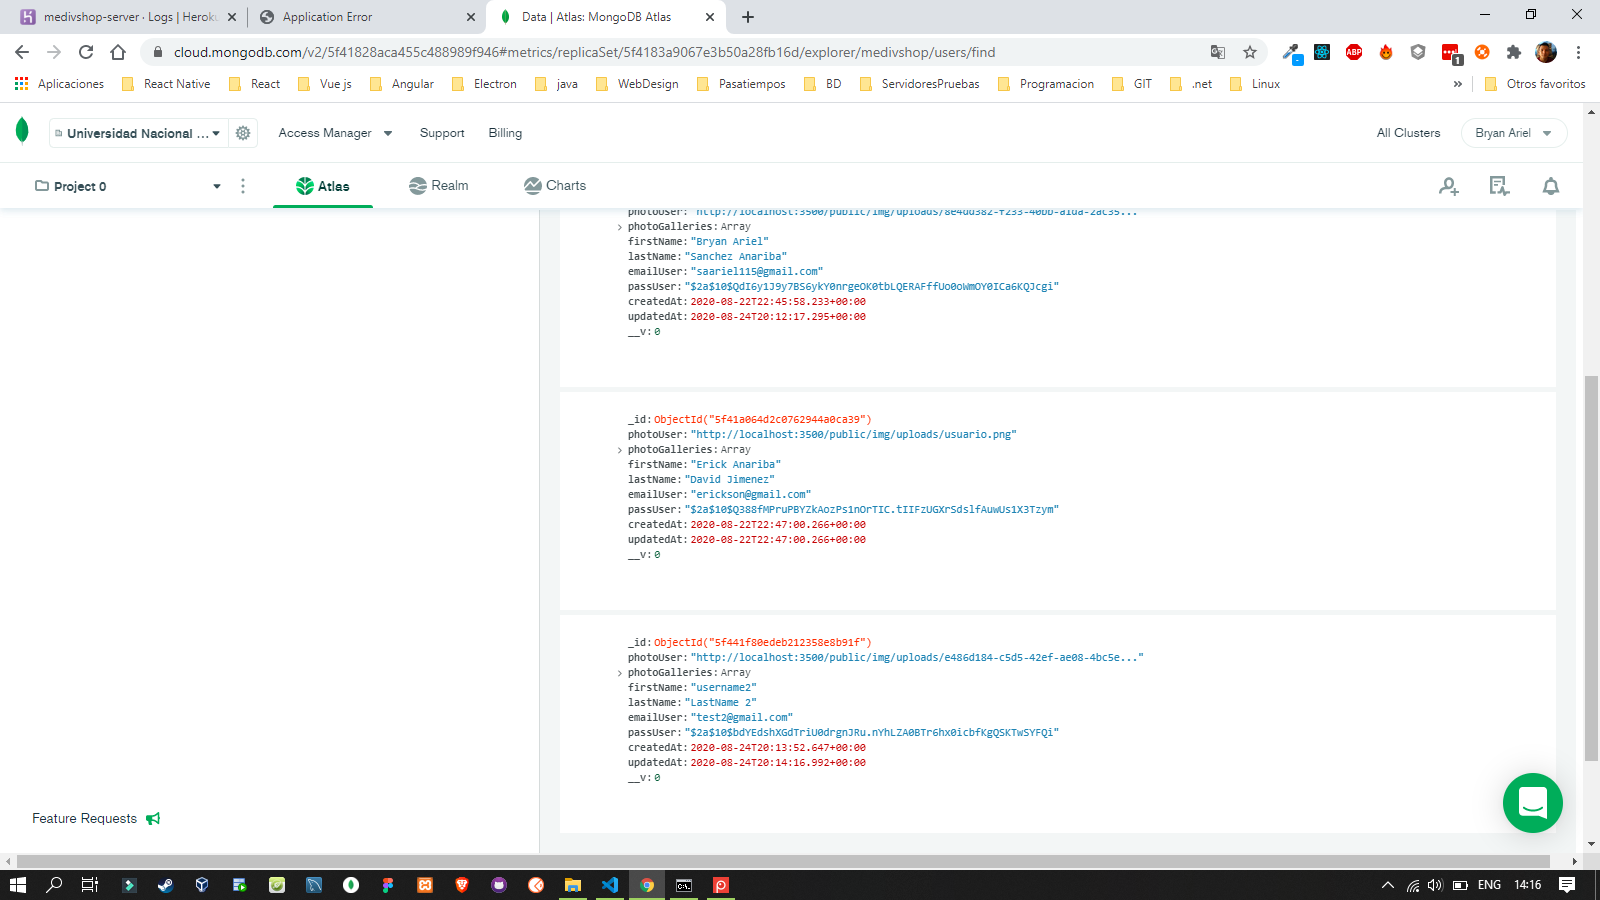 medivshop-server · Logs | Heroku
Application Error
Data | Atlas: MongoDB Atlas
cloud.mongodb.com/v2/5f41828aca455c488989f946#metrics/replicaSet/5f4183a9067e3b50a28fb16d/explorer/medivshop/users/find
ABP
1
Aplicaciones
React Native
React
Vue js
Angular
Electron
java
WebDesign
Pasatiempos
BD
ServidoresPruebas
Programacion
GIT
.net
Linux
»
Otros favoritos
Universidad Nacional ...
Access Manager
Support
Billing
All Clusters
Bryan Ariel
Project 0
Atlas
Realm
Charts
photoUser: "http://localhost:3500/public/img/uploads/8e4dd382-f233-40bb-a1da-2ac35..."
photoGalleries: Array
firstName: "Bryan Ariel"
lastName: "Sanchez Anariba"
emailUser: "saariel115@gmail.com"
passUser: "$2a$10$QdI6y1J9y7BS6ykY0nrgeOK0tbLQERAFffUo0oWmOY0ICa6KQJcgi"
createdAt: 2020-08-22T22:45:58.233+00:00
updatedAt: 2020-08-24T20:12:17.295+00:00
__v: 0
_id: ObjectId("5f41a064d2c0762944a0ca39")
photoUser: "http://localhost:3500/public/img/uploads/usuario.png"
photoGalleries: Array
firstName: "Erick Anariba"
lastName: "David Jimenez"
emailUser: "erickson@gmail.com"
passUser: "$2a$10$Q388fMPruPBYZkAozPs1nOrTIC.tIIFzUGXrSdslfAuwUs1X3Tzym"
createdAt: 2020-08-22T22:47:00.266+00:00
updatedAt: 2020-08-22T22:47:00.266+00:00
__v: 0
_id: ObjectId("5f441f80edeb212358e8b91f")
photoUser: "http://localhost:3500/public/img/uploads/e486d184-c5d5-42ef-ae08-4bc5e..."
photoGalleries: Array
firstName: "username2"
lastName: "LastName 2"
emailUser: "test2@gmail.com"
passUser: "$2a$10$bdYEdshXGdTriU0drgnJRu.nYhLZA0BTr6hx0icbfKgQSKTwSYFQi"
createdAt: 2020-08-24T20:13:52.647+00:00
updatedAt: 2020-08-24T20:14:16.992+00:00
__v: 0
Feature Requests
ENG
14:16